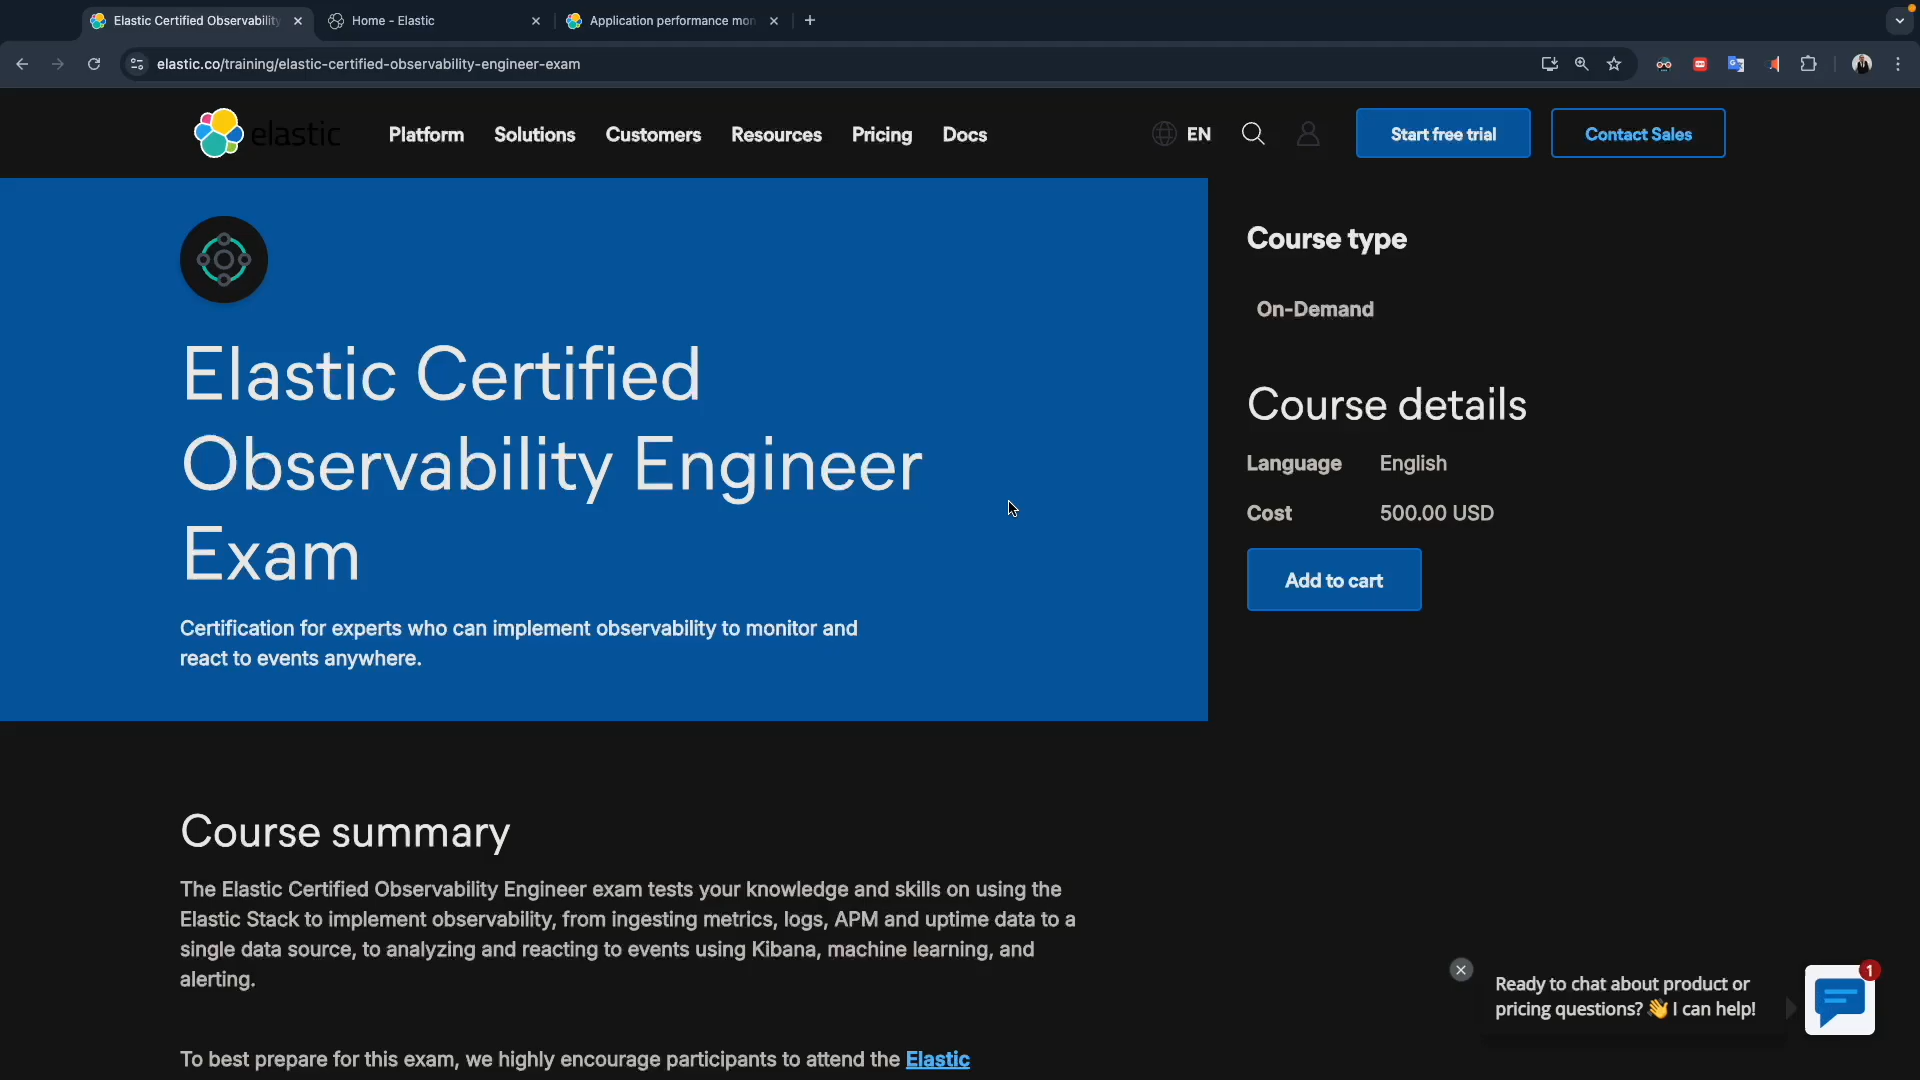 Elastic Certified Observability
Home - Elastic
Application performance mon
elastic.co/training/elastic-certified-observability-engineer-exam
elastic
Platform
Solutions
Customers
Resources
Pricing
Docs
EN
Start free trial
Contact Sales
Elastic Certified
Observability Engineer
Exam
Certification for experts who can implement observability to monitor and
react to events anywhere.
Course type
On-Demand
Course details
Language English
Cost 500.00 USD
Add to cart
Course summary
The Elastic Certified Observability Engineer exam tests your knowledge and skills on using the
Elastic Stack to implement observability, from ingesting metrics, logs, APM and uptime data to a
single data source, to analyzing and reacting to events using Kibana, machine learning, and
alerting.
To best prepare for this exam, we highly encourage participants to attend the Elastic
Ready to chat about product or
pricing questions? 👋 I can help!
1